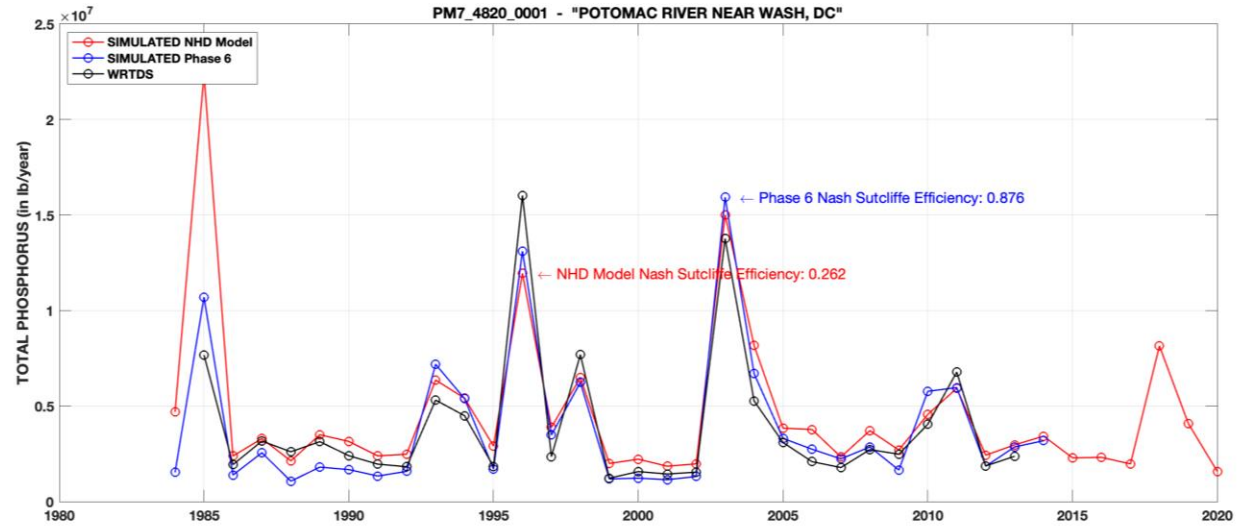 PM7_4820_0001 - "POTOMAC RIVER NEAR WASH, DC"
×10⁷
2.5
2
1.5
1
0.5
0
TOTAL PHOSPHORUS (in lb/year)
SIMULATED NHD Model
SIMULATED Phase 6
WRTDS
← Phase 6 Nash Sutcliffe Efficiency: 0.876
← NHD Model Nash Sutcliffe Efficiency: 0.262
1980 1985 1990 1995 2000 2005 2010 2015 2020